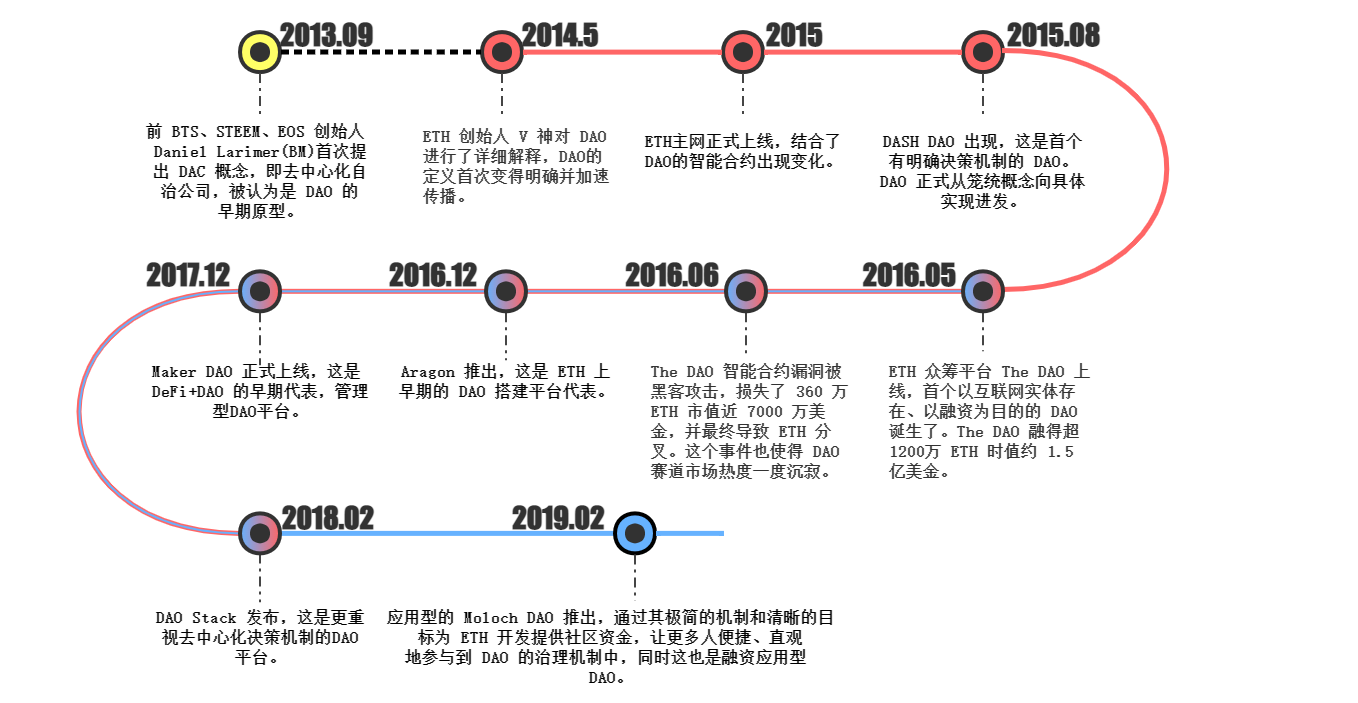 2013.09
前 BTS、STEEM、EOS 创始人
Daniel Larimer(BM)首次提
出 DAC 概念，即去中心化自
治公司，被认为是 DAO 的
早期原型。
2014.5
ETH 创始人 V 神对 DAO
进行了详细解释，DAO的
定义首次变得明确并加速
传播。
2015
ETH主网正式上线，结合了
DAO的智能合约出现变化。
2015.08
DASH DAO 出现，这是首个
有明确决策机制的 DAO。
DAO 正式从笼统概念向具体
实现进发。
2016.05
ETH 众筹平台 The DAO 上
线，首个以互联网实体存
在、以融资为目的的 DAO
诞生了。The DAO 融得超
1200万 ETH 时值约 1.5
亿美金。
2016.06
The DAO 智能合约漏洞被
黑客攻击，损失了 360 万
ETH 市值近 7000 万美
金，并最终导致 ETH 分
叉。这个事件也使得 DAO
赛道市场热度一度沉寂。
2016.12
Aragon 推出，这是 ETH 上
早期的 DAO 搭建平台代表。
2017.12
Maker DAO 正式上线，这是
DeFi+DAO 的早期代表，管理
型DAO平台。
2018.02
DAO Stack 发布，这是更重
视去中心化决策机制的DAO
平台。
2019.02
应用型的 Moloch DAO 推出，通过其极简的机制和清晰的目
标为 ETH 开发提供社区资金，让更多人便捷、直观
地参与到 DAO 的治理机制中，同时这也是融资应用型
DAO。